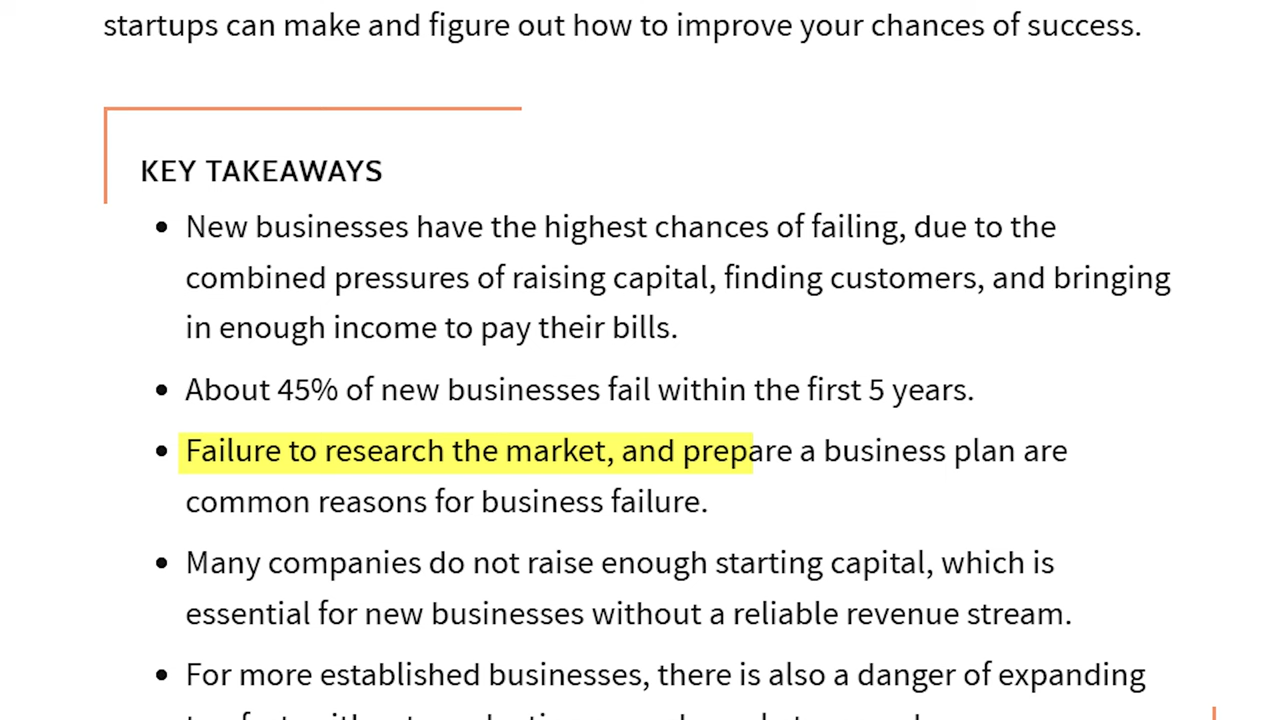 startups can make and figure out how to improve your chances of success.
KEY TAKEAWAYS
• New businesses have the highest chances of failing, due to the
combined pressures of raising capital, finding customers, and bringing
in enough income to pay their bills.
• About 45% of new businesses fail within the first 5 years.
• Failure to research the market, and prepare a business plan are
common reasons for business failure.
• Many companies do not raise enough starting capital, which is
essential for new businesses without a reliable revenue stream.
• For more established businesses, there is also a danger of expanding